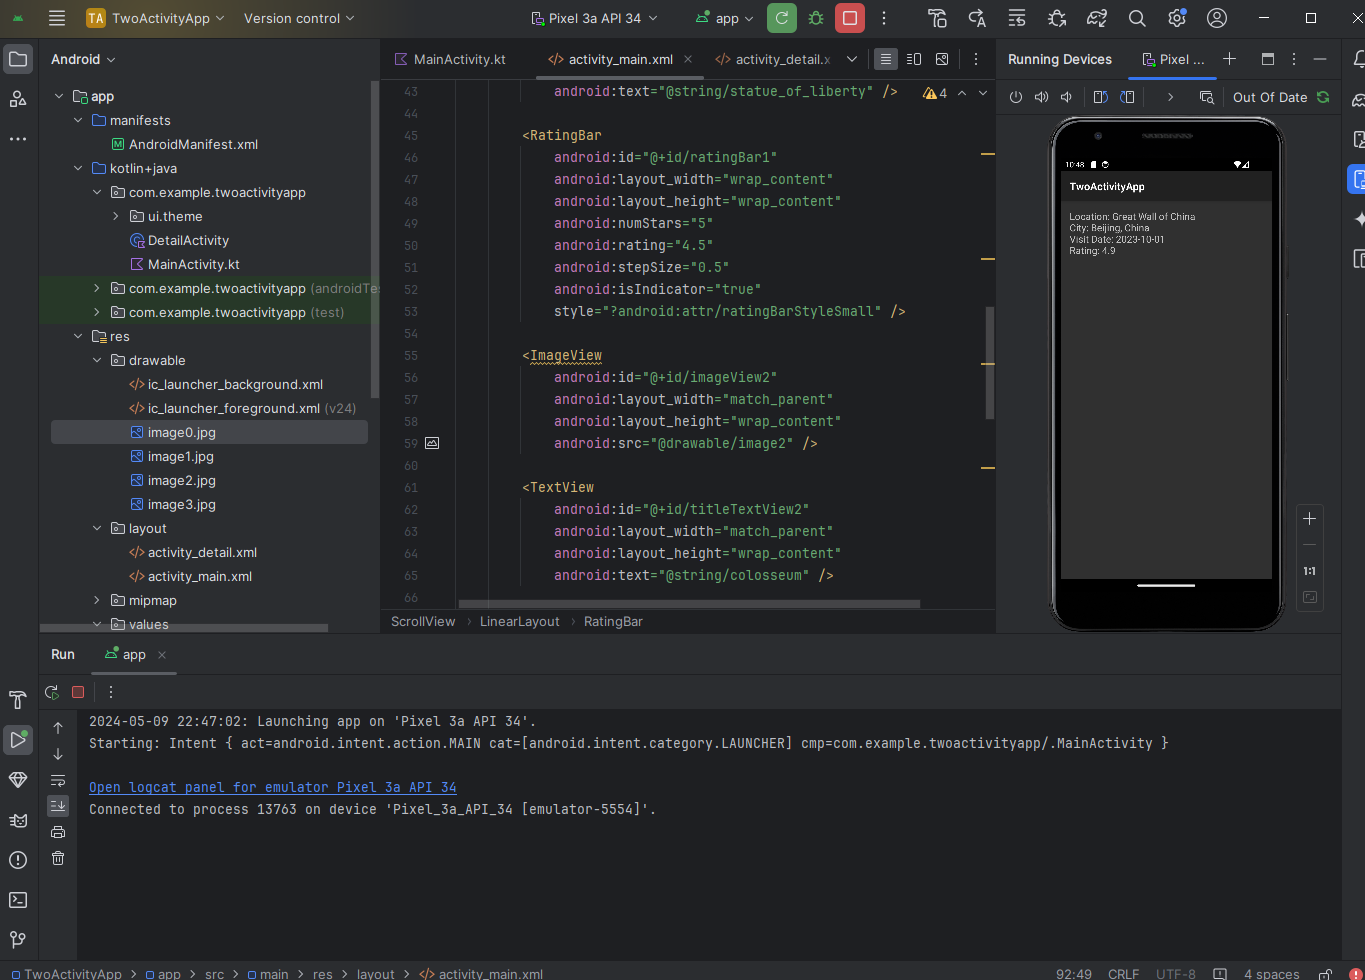 TA TwoActivityApp Version control Pixel 3a API 34 app
Android
app
manifests
AndroidManifest.xml
kotlin+java
com.example.twoactivityapp
ui.theme
DetailActivity
MainActivity.kt
com.example.twoactivityapp (androidTes
com.example.twoactivityapp (test)
res
drawable
ic_launcher_background.xml
ic_launcher_foreground.xml (v24)
image0.jpg
image1.jpg
image2.jpg
image3.jpg
layout
activity_detail.xml
activity_main.xml
mipmap
values
MainActivity.kt activity_main.xml activity_detail.x
4
43 android:text="@string/statue_of_liberty" />
44
45 <RatingBar
46 android:id="@+id/ratingBar1"
47 android:layout_width="wrap_content"
48 android:layout_height="wrap_content"
49 android:numStars="5"
50 android:rating="4.5"
51 android:stepSize="0.5"
52 android:isIndicator="true"
53 style="?android:attr/ratingBarStyleSmall" />
54
55 <ImageView
56 android:id="@+id/imageView2"
57 android:layout_width="match_parent"
58 android:layout_height="wrap_content"
59 android:src="@drawable/image2" />
60
61 <TextView
62 android:id="@+id/titleTextView2"
63 android:layout_width="match_parent"
64 android:layout_height="wrap_content"
65 android:text="@string/colosseum" />
66
ScrollView LinearLayout RatingBar
Running Devices Pixel ...
Out Of Date
10:48
TwoActivityApp
Location: Great Wall of China
City: Beijing, China
Visit Date: 2023-10-01
Rating: 4.9
1:1
Run app
2024-05-09 22:47:02: Launching app on 'Pixel 3a API 34'.
Starting: Intent { act=android.intent.action.MAIN cat=[android.intent.category.LAUNCHER] cmp=com.example.twoactivityapp/.MainActivity }
Open logcat panel for emulator Pixel 3a API 34
Connected to process 13763 on device 'Pixel_3a_API_34 [emulator-5554]'.
TwoActivityApp > app > src > main > res > layout > activity_main.xml 92:49 CRLF UTF-8 4 spaces